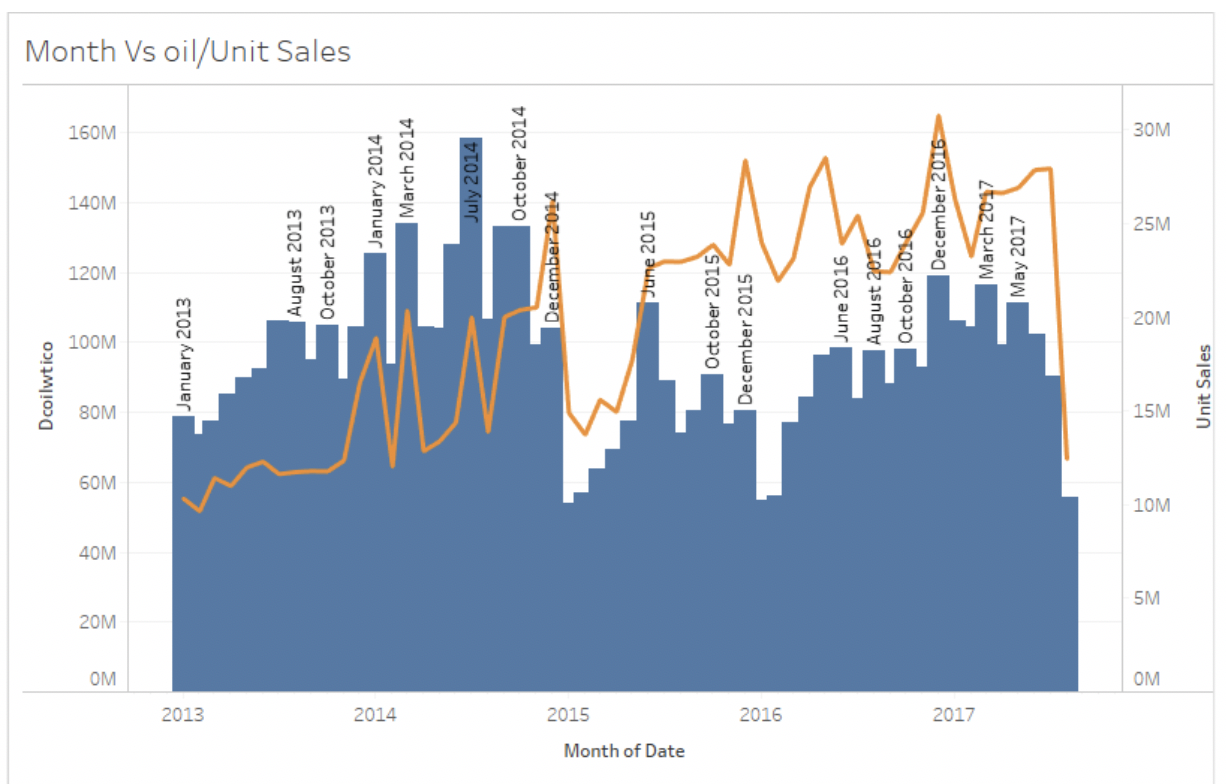 Month Vs oil/Unit Sales
160M
140M
120M
100M
80M
60M
40M
20M
0M
Dcoilwtico
January 2013
August 2013
October 2013
January 2014
March 2014
July 2014
October 2014
December 2014
June 2015
October 2015
December 2015
June 2016
August 2016
October 2016
December 2016
March 2017
May 2017
30M
25M
20M
15M
10M
5M
0M
Unit Sales
2013
2014
2015
2016
2017
Month of Date